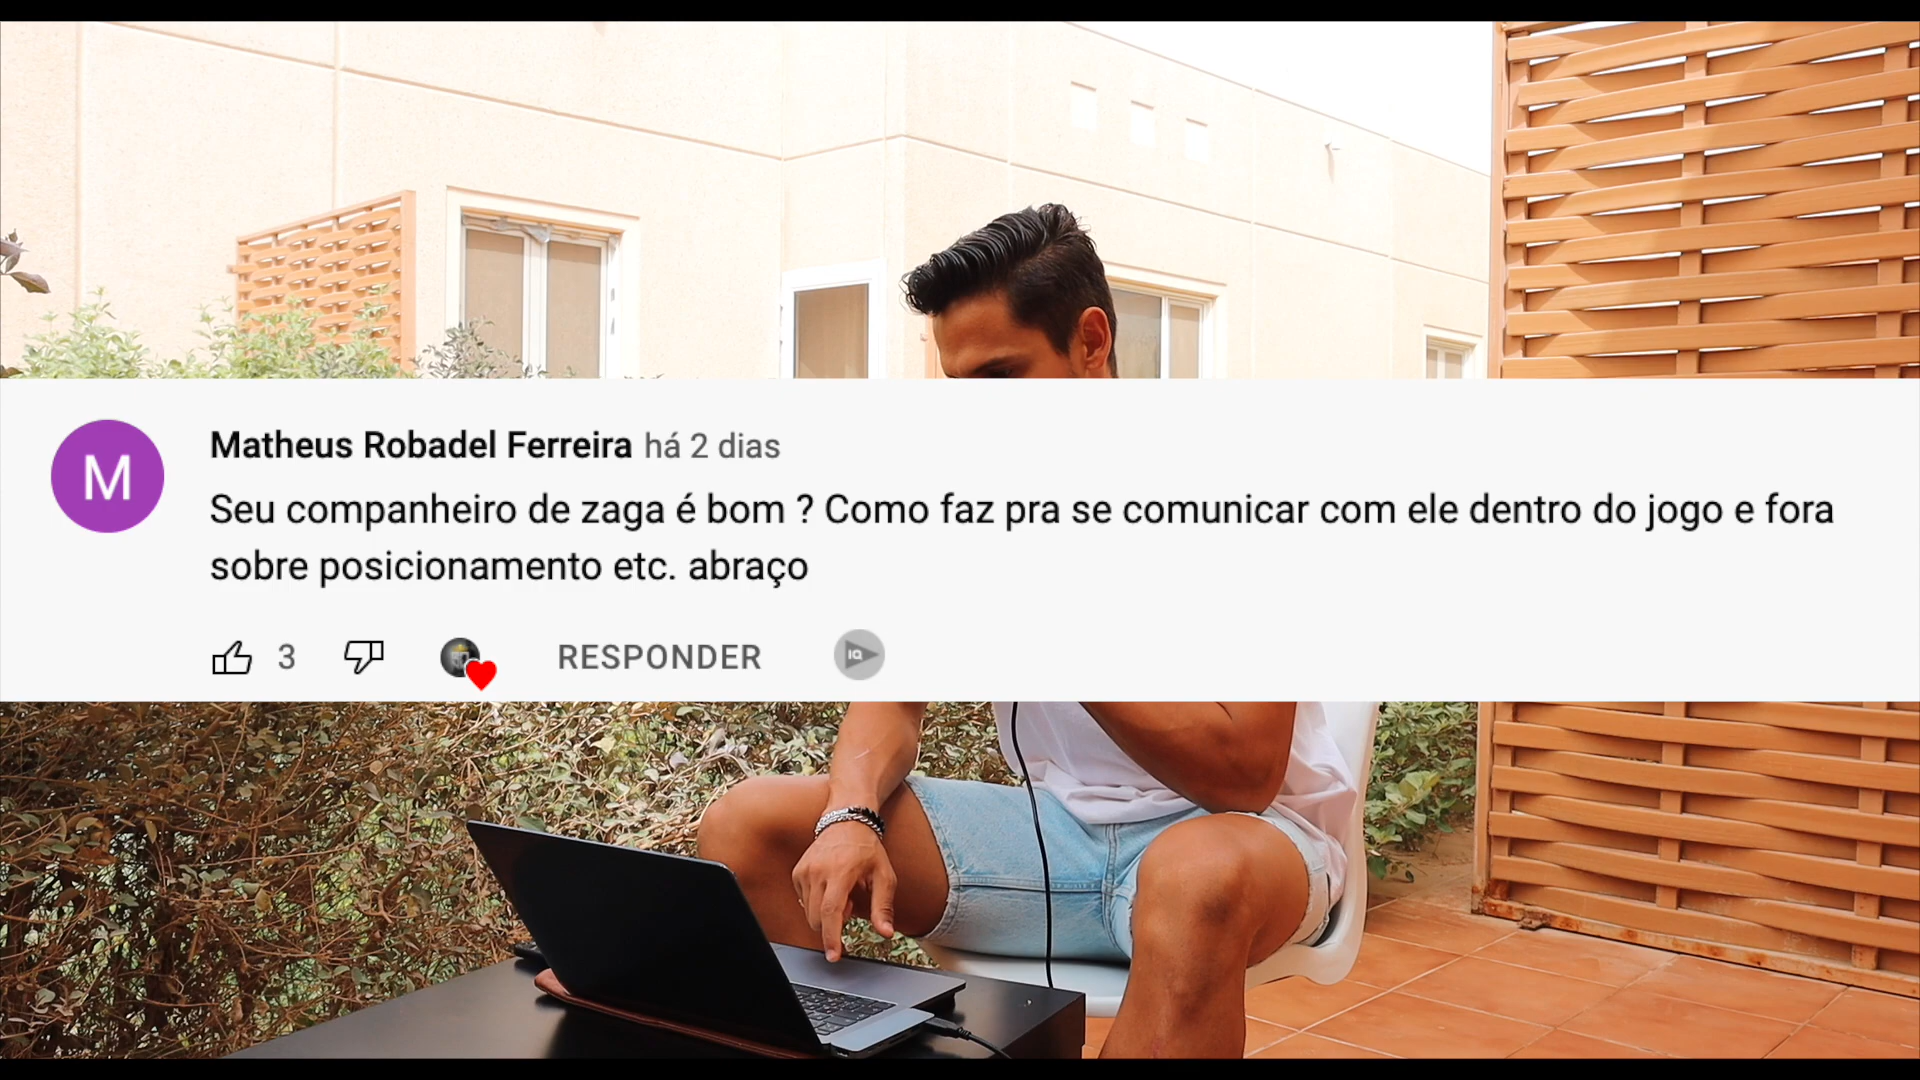 M
Matheus Robadel Ferreira há 2 dias
Seu companheiro de zaga é bom ? Como faz pra se comunicar com ele dentro do jogo e fora
sobre posicionamento etc. abraço
3
RESPONDER
IQ